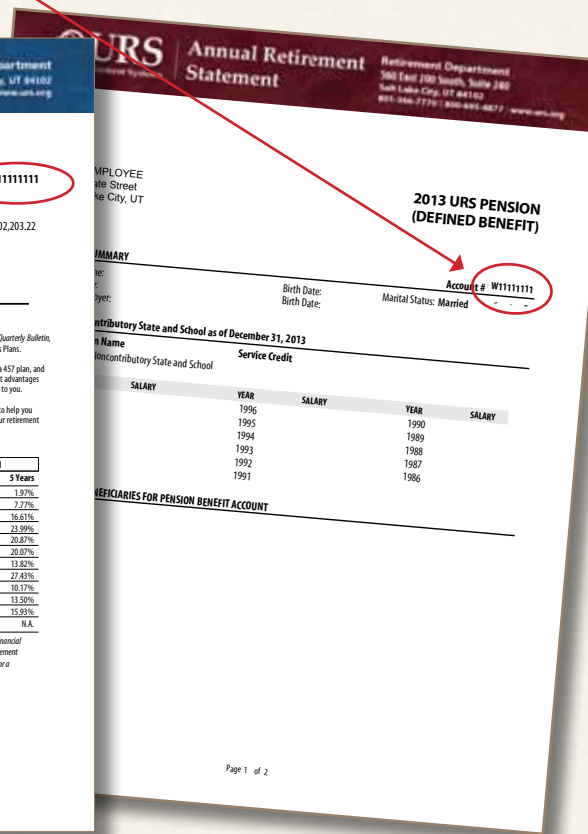 URS
Annual Retirement
Statement
Retirement Department
560 East 200 South, Suite 240
Salt Lake City, UT 84102
801-366-7770 | 800-695-4877 | www.urs.org
MPLOYEE
ate Street
ke City, UT
2013 URS PENSION
(DEFINED BENEFIT)
UMMARY
Account # W11111111
me:
Birth Date:
Marital Status: Married
oyer:
Birth Date:
ntributory State and School as of December 31, 2013
n Name
Service Credit
Noncontributory State and School
SALARY YEAR SALARY YEAR SALARY
1996 1990
1995 1989
1994 1988
1993 1987
1992 1986
1991
NEFICIARIES FOR PENSION BENEFIT ACCOUNT
Page 1 of 2
partment
y, UT 84102
www.urs.org
11111111
02,203.22
Quarterly Bulletin,
s Plans.
a 457 plan, and
t advantages
to you.
to help you
ur retirement
5 Years
1.97%
7.77%
16.61%
23.99%
20.87%
20.07%
13.82%
27.43%
10.17%
13.50%
15.93%
N.A.
nancial
ement
or a